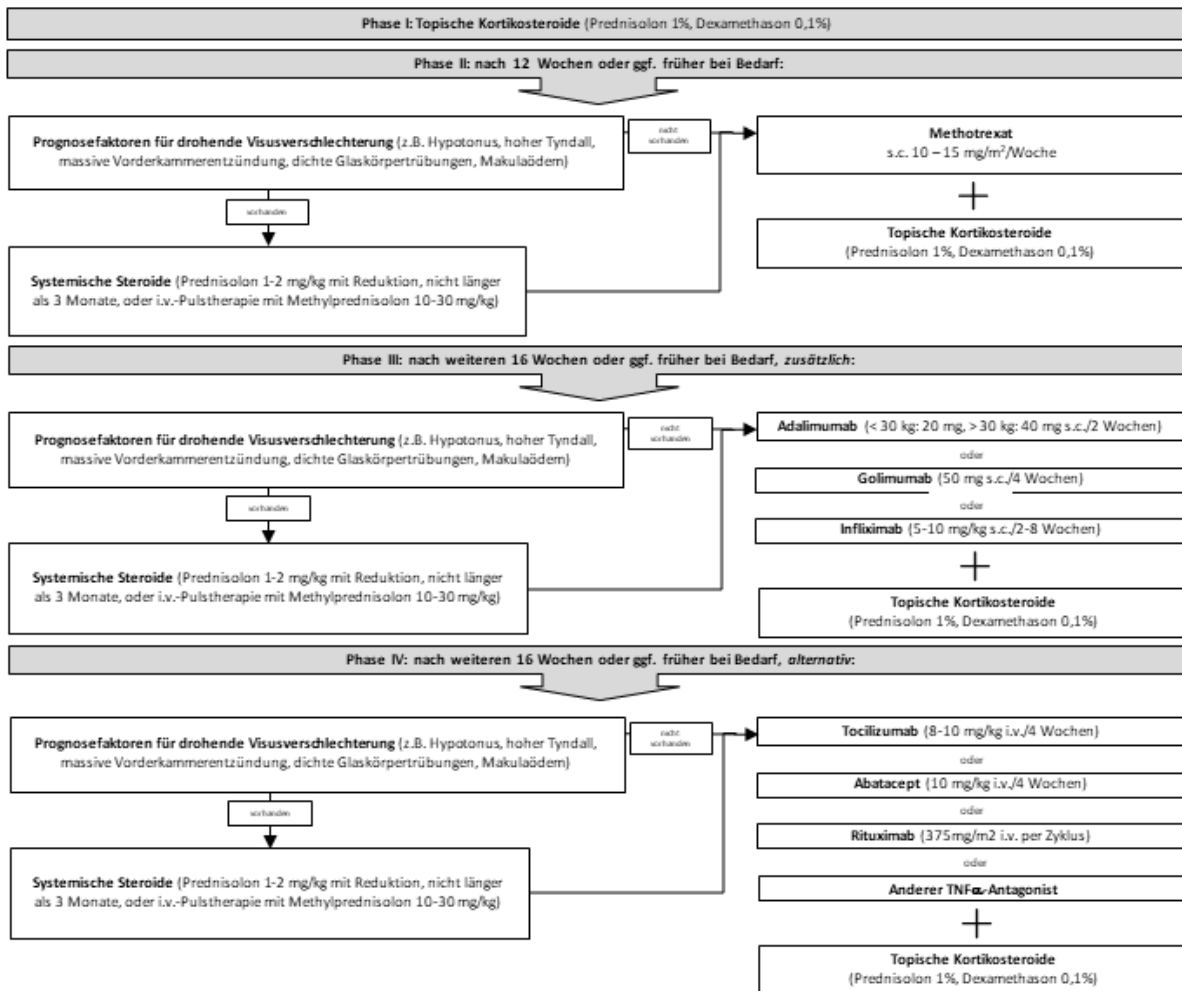 Phase I: Topische Kortikosteroide (Prednisolon 1%, Dexamethason 0,1%)
Phase II: nach 12 Wochen oder ggf. früher bei Bedarf:
Prognosefaktoren für drohende Visusverschlechterung (z.B. Hypotonus, hoher Tyndall,
massive Vorderkammerentzündung, dichte Glaskörpertrübungen, Makulaödem)
nicht
vorhanden
Methotrexat
s.c. 10 – 15 mg/m²/Woche
+
vorhanden
Topische Kortikosteroide
(Prednisolon 1%, Dexamethason 0,1%)
Systemische Steroide (Prednisolon 1-2 mg/kg mit Reduktion, nicht länger
als 3 Monate, oder i.v.-Pulstherapie mit Methylprednisolon 10-30 mg/kg)
Phase III: nach weiteren 16 Wochen oder ggf. früher bei Bedarf, zusätzlich:
Prognosefaktoren für drohende Visusverschlechterung (z.B. Hypotonus, hoher Tyndall,
massive Vorderkammerentzündung, dichte Glaskörpertrübungen, Makulaödem)
nicht
vorhanden
Adalimumab (< 30 kg: 20 mg, > 30 kg: 40 mg s.c./2 Wochen)
oder
Golimumab (50 mg s.c./4 Wochen)
oder
Infliximab (5-10 mg/kg s.c./2-8 Wochen)
+
vorhanden
Systemische Steroide (Prednisolon 1-2 mg/kg mit Reduktion, nicht länger
als 3 Monate, oder i.v.-Pulstherapie mit Methylprednisolon 10-30 mg/kg)
Topische Kortikosteroide
(Prednisolon 1%, Dexamethason 0,1%)
Phase IV: nach weiteren 16 Wochen oder ggf. früher bei Bedarf, alternativ:
Prognosefaktoren für drohende Visusverschlechterung (z.B. Hypotonus, hoher Tyndall,
massive Vorderkammerentzündung, dichte Glaskörpertrübungen, Makulaödem)
nicht
vorhanden
Tocilizumab (8-10 mg/kg i.v./4 Wochen)
oder
Abatacept (10 mg/kg i.v./4 Wochen)
oder
Rituximab (375mg/m2 i.v. per Zyklus)
oder
Anderer TNFα-Antagonist
+
vorhanden
Systemische Steroide (Prednisolon 1-2 mg/kg mit Reduktion, nicht länger
als 3 Monate, oder i.v.-Pulstherapie mit Methylprednisolon 10-30 mg/kg)
Topische Kortikosteroide
(Prednisolon 1%, Dexamethason 0,1%)